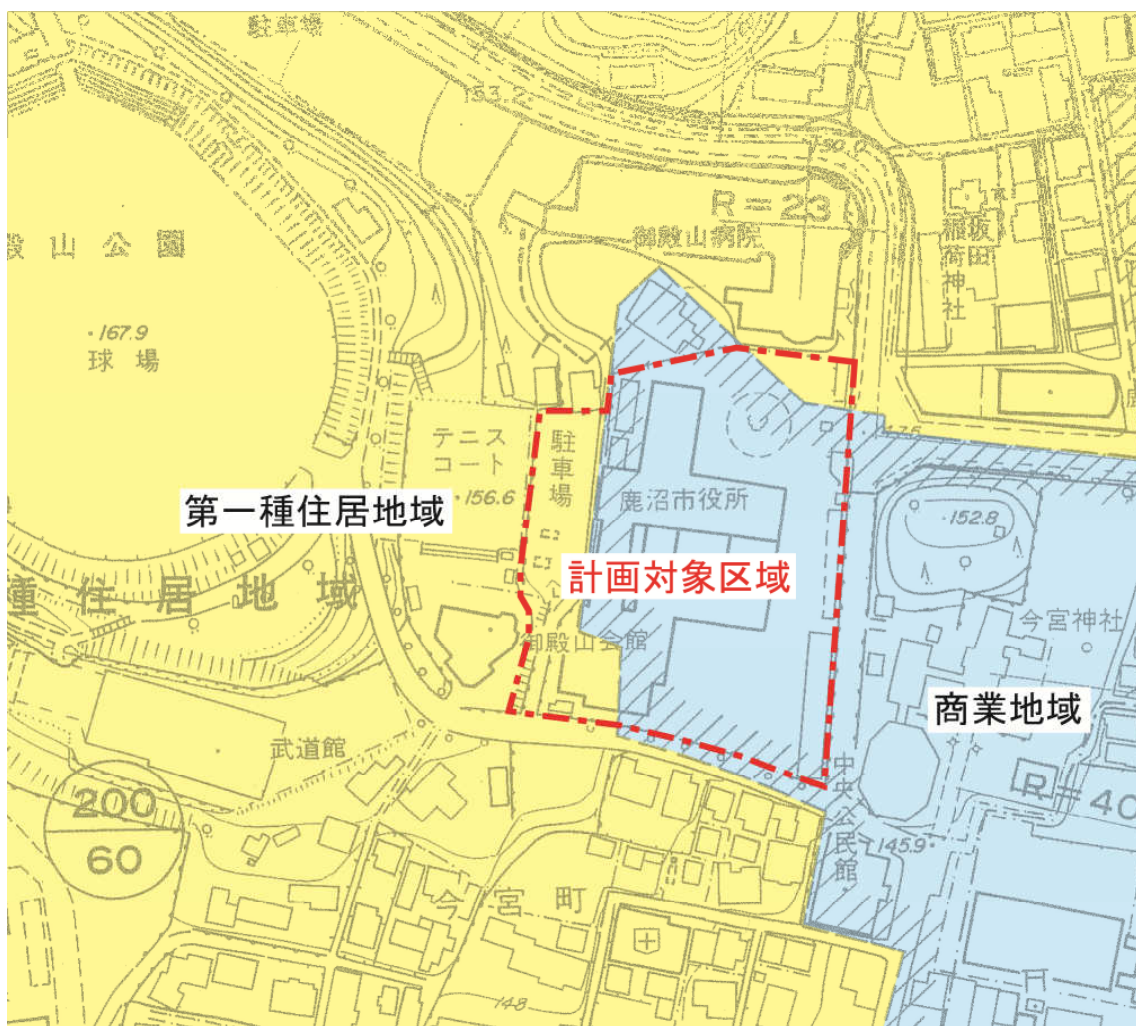 駐車場
153.2
150.0
R=23
御殿山病院
稲荷神社
坂田
殿山公園
・167.9
球場
テニス
コート
・156.6
駐車場
第一種住居地域
鹿沼市役所
・152.8
計画対象区域
種住居地域
御殿山会館
今宮神社
商業地域
武道館
中央公民館
R=40
200
60
145.9・
今宮町
148